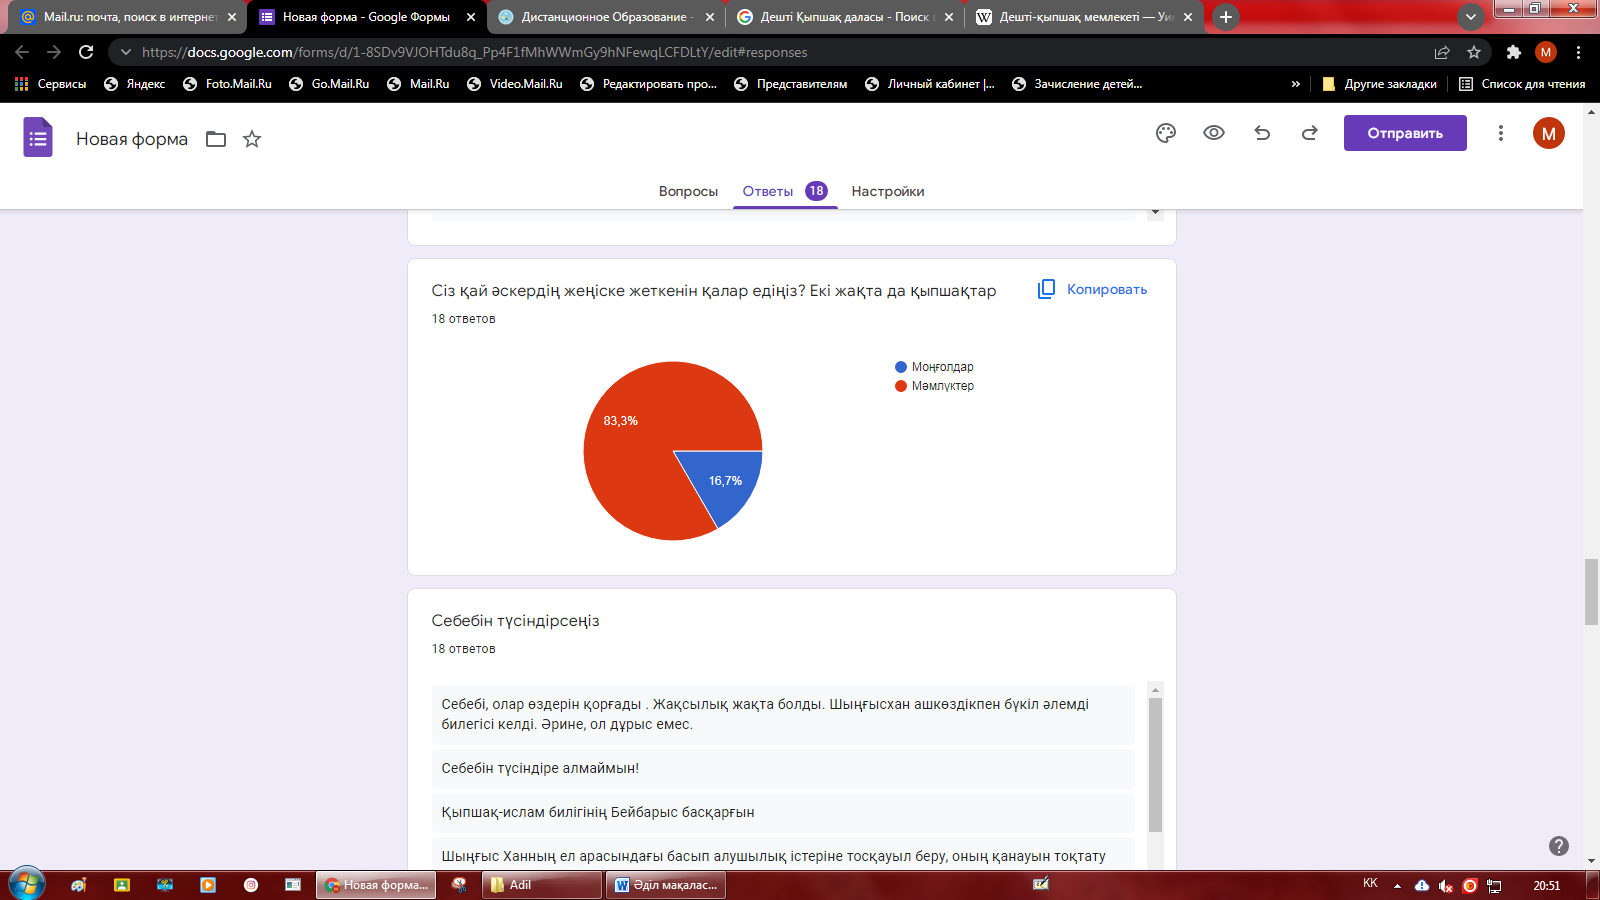 Mail.ru: почта, поиск в интернет
Новая форма - Google Формы
Дистанционное Образование -
Дешті Қыпшақ даласы - Поиск в
Дешті-қыпшақ мемлекеті — Уи
https://docs.google.com/forms/d/1-8SDv9VJOHTdu8q_Pp4F1fMhWWmGy9hNFewqLCFDLtY/edit#responses
M
Сервисы
Яндекс
Foto.Mail.Ru
Go.Mail.Ru
Mail.Ru
Video.Mail.Ru
Редактировать про...
Представителям
Личный кабинет |...
Зачисление детей...
»
Другие закладки
Список для чтения
Новая форма
Отправить
M
Вопросы
Ответы 18
Настройки
Сіз қай әскердің жеңіске жеткенін қалар едіңіз? Екі жақта да қыпшақтар
Копировать
18 ответов
Моңғолдар
Мәмлүктер
83,3%
16,7%
Себебін түсіндірсеңіз
18 ответов
Себебі, олар өздерін қорғады . Жақсылық жақта болды. Шыңғысхан ашкөздікпен бүкіл әлемді
билегісі келді. Әрине, ол дұрыс емес.
Себебін түсіндіре алмаймын!
Қыпшақ-ислам билігінің Бейбарыс басқарғын
Шыңғыс Ханның ел арасындағы басып алушылық істеріне тосқауыл беру, оның қанауын тоқтату
Новая форма...
Adil
Әділ мақалас...
KK
20:51